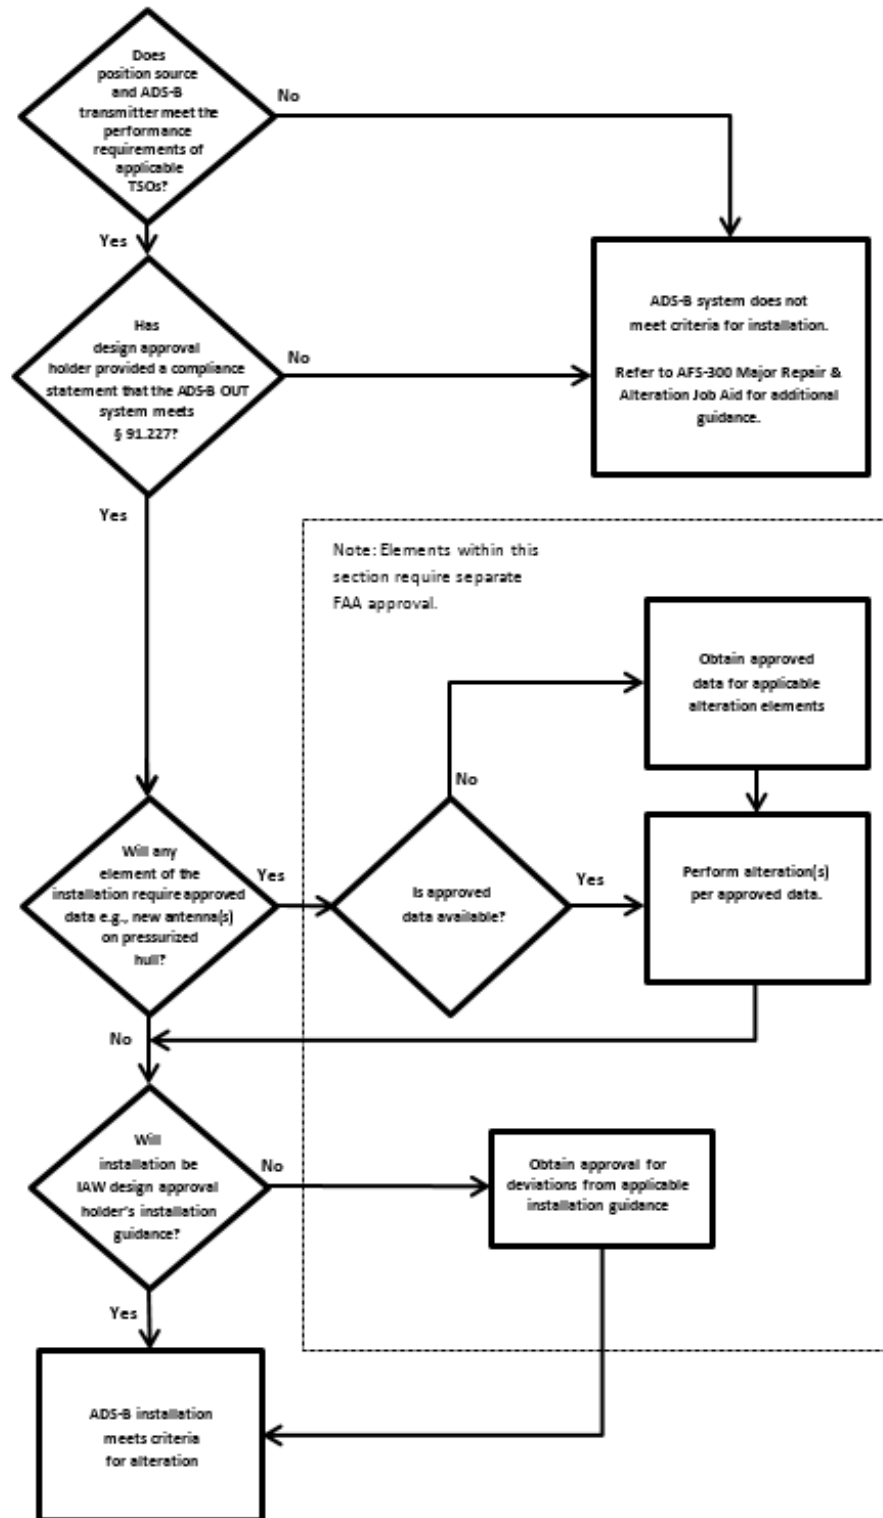 Does
position source
and ADS-B
transmitter meet the
performance
requirements of
applicable
TSOs?
No
Yes
Has
design approval
holder provided a compliance
statement that the ADS-B OUT
system meets
§ 91.227?
No
ADS-B system does not
meet criteria for installation.
Refer to AFS-300 Major Repair &
Alteration Job Aid for additional
guidance.
Yes
Note: Elements within this
section require separate
FAA approval.
Obtain approved
data for applicable
alteration elements
No
Will any
element of the
installation require approved
data e.g., new antenna(s)
on pressurized
hull?
Yes
Is approved
data available?
Yes
Perform alteration(s)
per approved data.
No
Will
installation be
IAW design approval
holder's installation
guidance?
No
Obtain approval for
deviations from applicable
installation guidance
Yes
ADS-B installation
meets criteria
for alteration